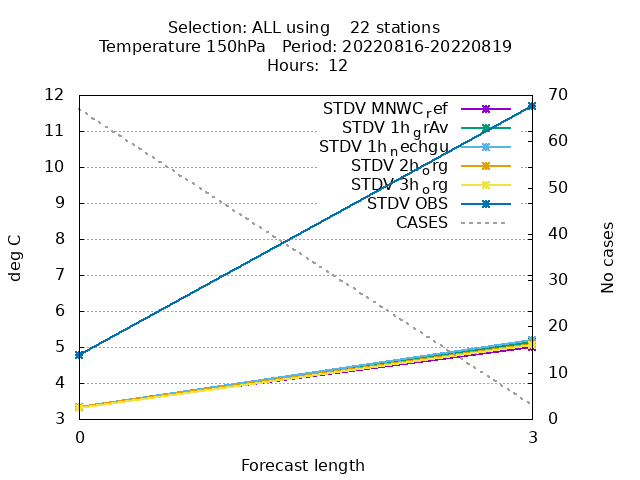 Selection: ALL using    22 stations
Temperature 150hPa   Period: 20220816-20220819
Hours: 12
12
11
10
9
8
7
6
5
4
3
deg C
STDV MNWC_ref
STDV 1h_grAv
STDV 1h_nechgu
STDV 2h_org
STDV 3h_org
STDV OBS
CASES
70
60
50
40
30
20
10
0
No cases
0
3
Forecast length